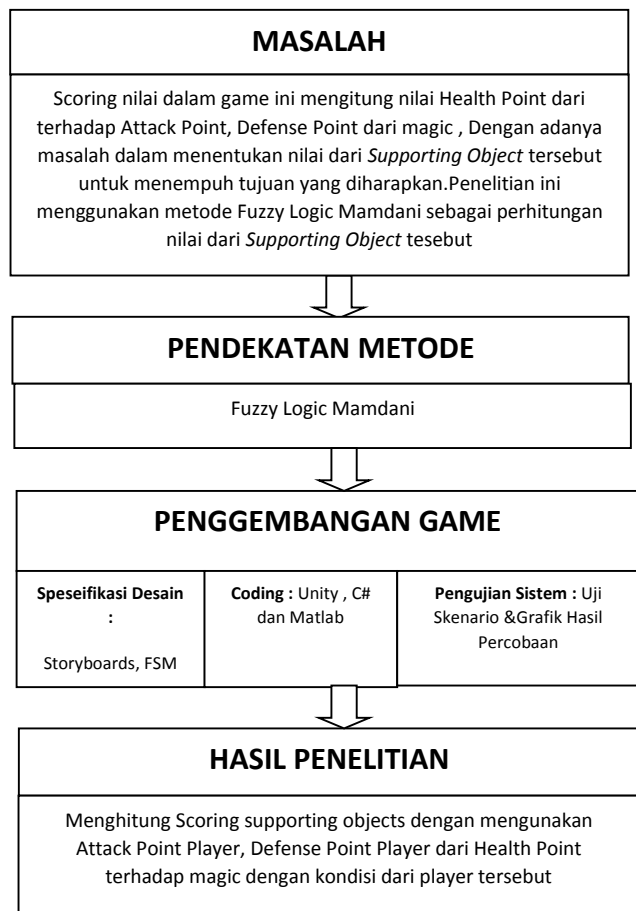 MASALAH
Scoring nilai dalam game ini mengitung nilai Health Point dari
terhadap Attack Point, Defense Point dari magic , Dengan adanya
masalah dalam menentukan nilai dari Supporting Object tersebut
untuk menempuh tujuan yang diharapkan.Penelitian ini
menggunakan metode Fuzzy Logic Mamdani sebagai perhitungan
nilai dari Supporting Object tesebut
PENDEKATAN METODE
Fuzzy Logic Mamdani
PENGGEMBANGAN GAME
Speseifikasi Desain
:
Storyboards, FSM
Coding : Unity , C#
dan Matlab
Pengujian Sistem : Uji
Skenario &Grafik Hasil
Percobaan
HASIL PENELITIAN
Menghitung Scoring supporting objects dengan mengunakan
Attack Point Player, Defense Point Player dari Health Point
terhadap magic dengan kondisi dari player tersebut